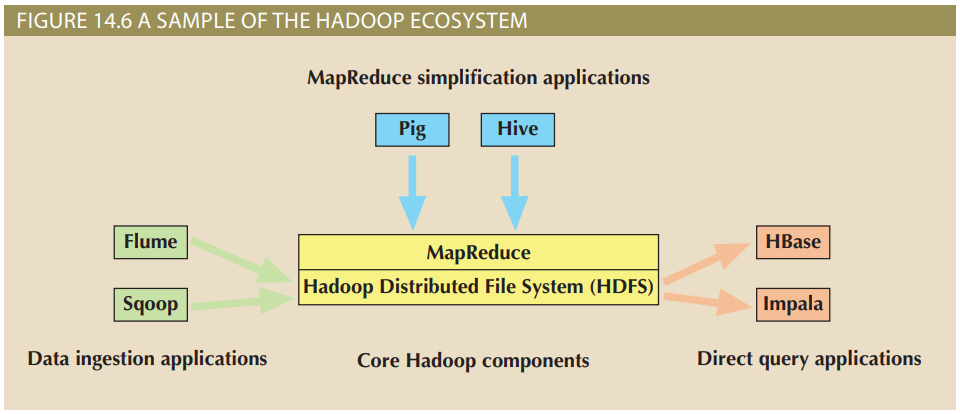 FIGURE 14.6 A SAMPLE OF THE HADOOP ECOSYSTEM
MapReduce simplification applications
Pig
Hive
Flume
Sqoop
MapReduce
Hadoop Distributed File System (HDFS)
HBase
Impala
Data ingestion applications
Core Hadoop components
Direct query applications